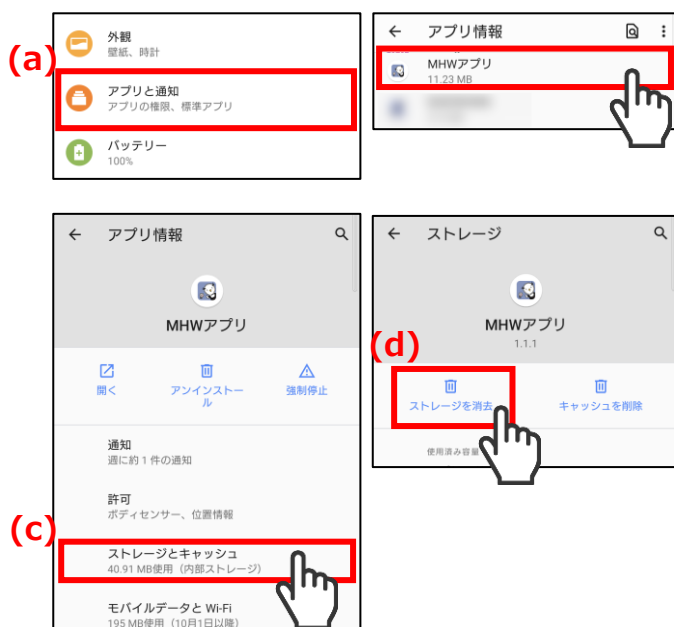 (a)
外観
壁紙、時計
アプリと通知
アプリの権限、標準アプリ
バッテリー
100%
アプリ情報
MHWアプリ
11.23 MB
アプリ情報
MHWアプリ
開く
アンインストー
ル
強制停止
通知
週に約 1 件の通知
許可
ボディセンサー、位置情報
(c)
ストレージとキャッシュ
40.91 MB使用（内部ストレージ）
モバイルデータと Wi-Fi
195 MB使用（10月1日以降）
ストレージ
MHWアプリ
1.1.1
(d)
ストレージを消去
キャッシュを削除
使用済み容量